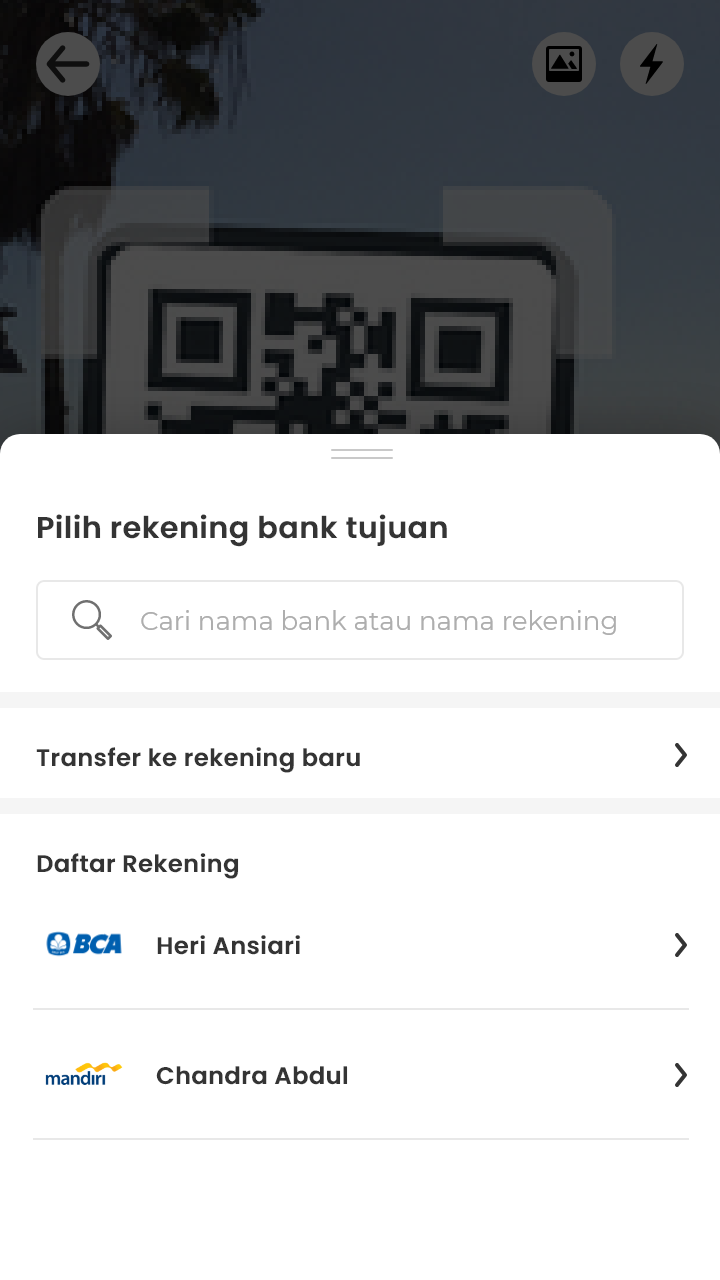 Pilih rekening bank tujuan
Cari nama bank atau nama rekening
Transfer ke rekening baru
Daftar Rekening
BCA Heri Ansiari
mandiri Chandra Abdul